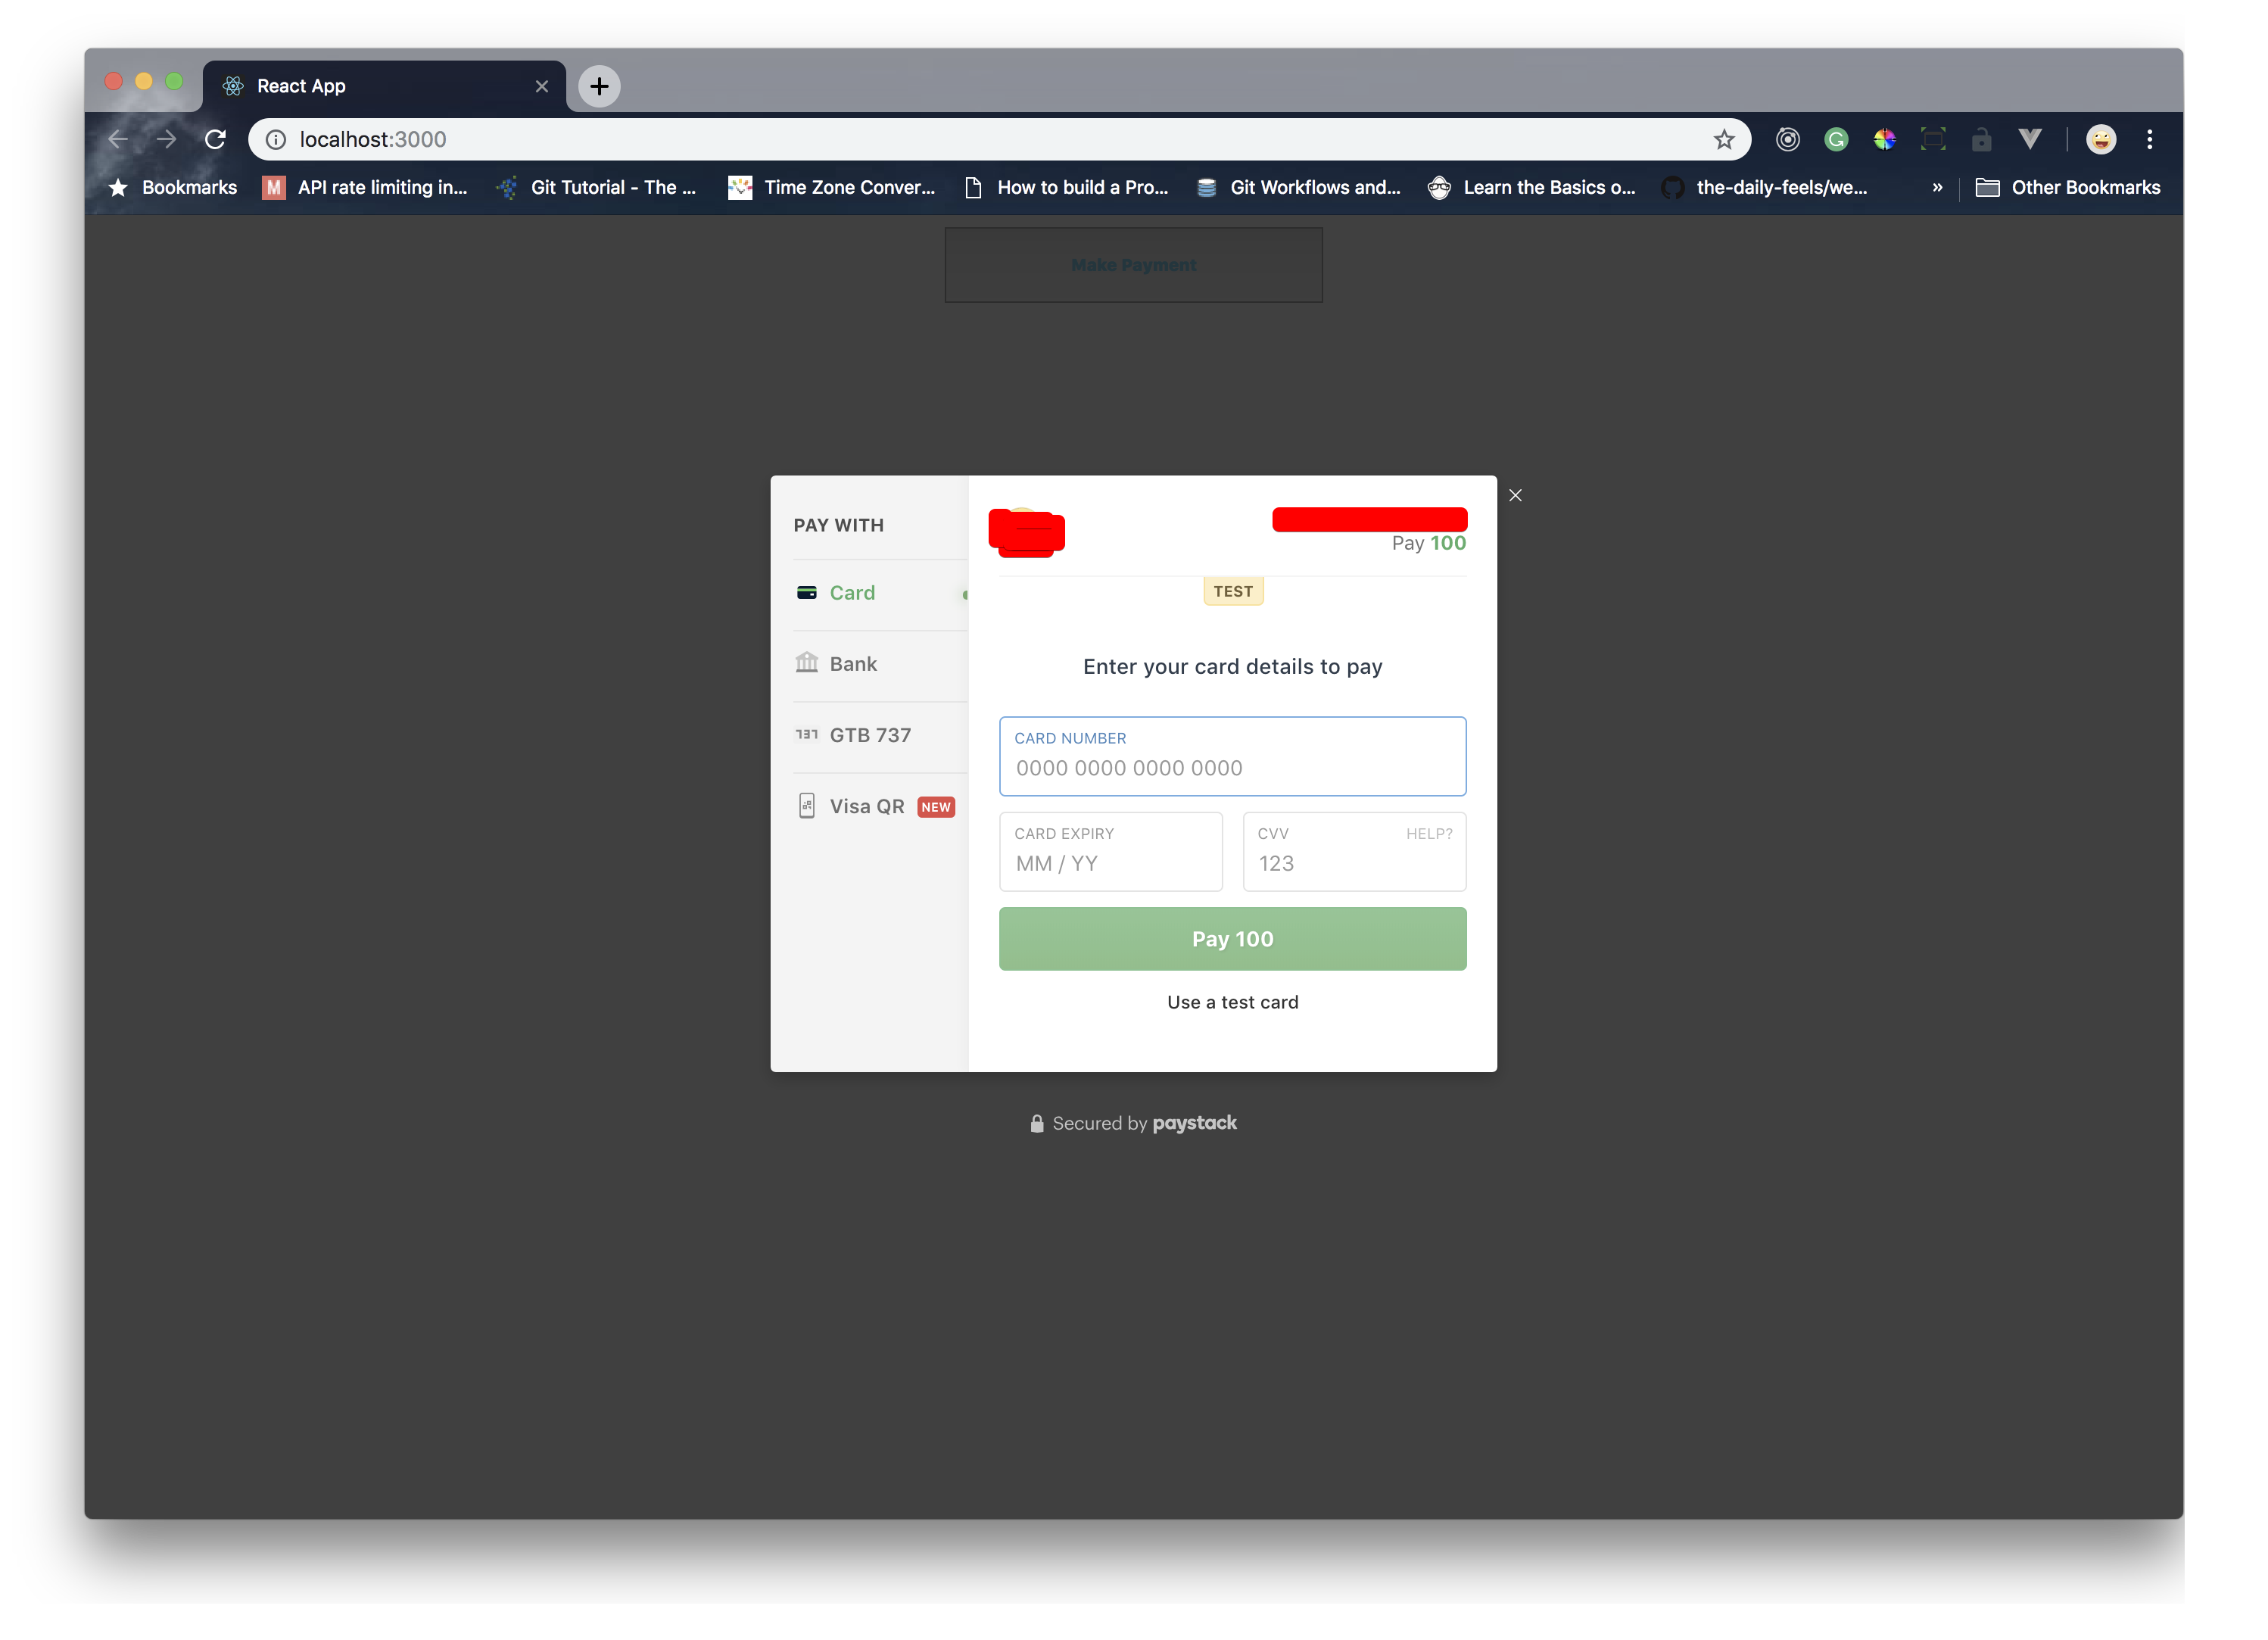 React App
localhost:3000
Bookmarks
M
API rate limiting in...
Git Tutorial - The ...
Time Zone Conver...
How to build a Pro...
Git Workflows and...
Learn the Basics o...
the-daily-feels/we...
»
Other Bookmarks
Make Payment
PAY WITH
Card
Bank
737 GTB 737
Visa QR NEW
Pay 100
TEST
Enter your card details to pay
CARD NUMBER
0000 0000 0000 0000
CARD EXPIRY
MM / YY
CVV HELP?
123
Pay 100
Use a test card
Secured by paystack